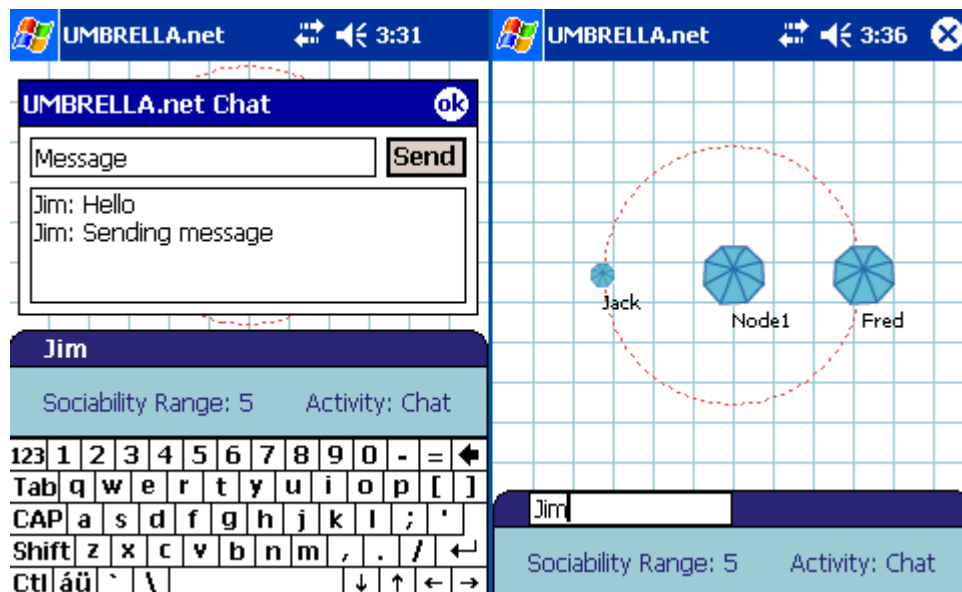 UMBRELLA.net 3:31
UMBRELLA.net Chat ok
Message Send
Jim: Hello
Jim: Sending message
Jim
Sociability Range: 5 Activity: Chat
123 1 2 3 4 5 6 7 8 9 0 - =
Tab q w e r t y u i o p [ ]
CAP a s d f g h j k l ; '
Shift z x c v b n m , . /
Ctl áü ` \
UMBRELLA.net 3:36
Jack
Node1
Fred
Jim
Sociability Range: 5 Activity: Chat